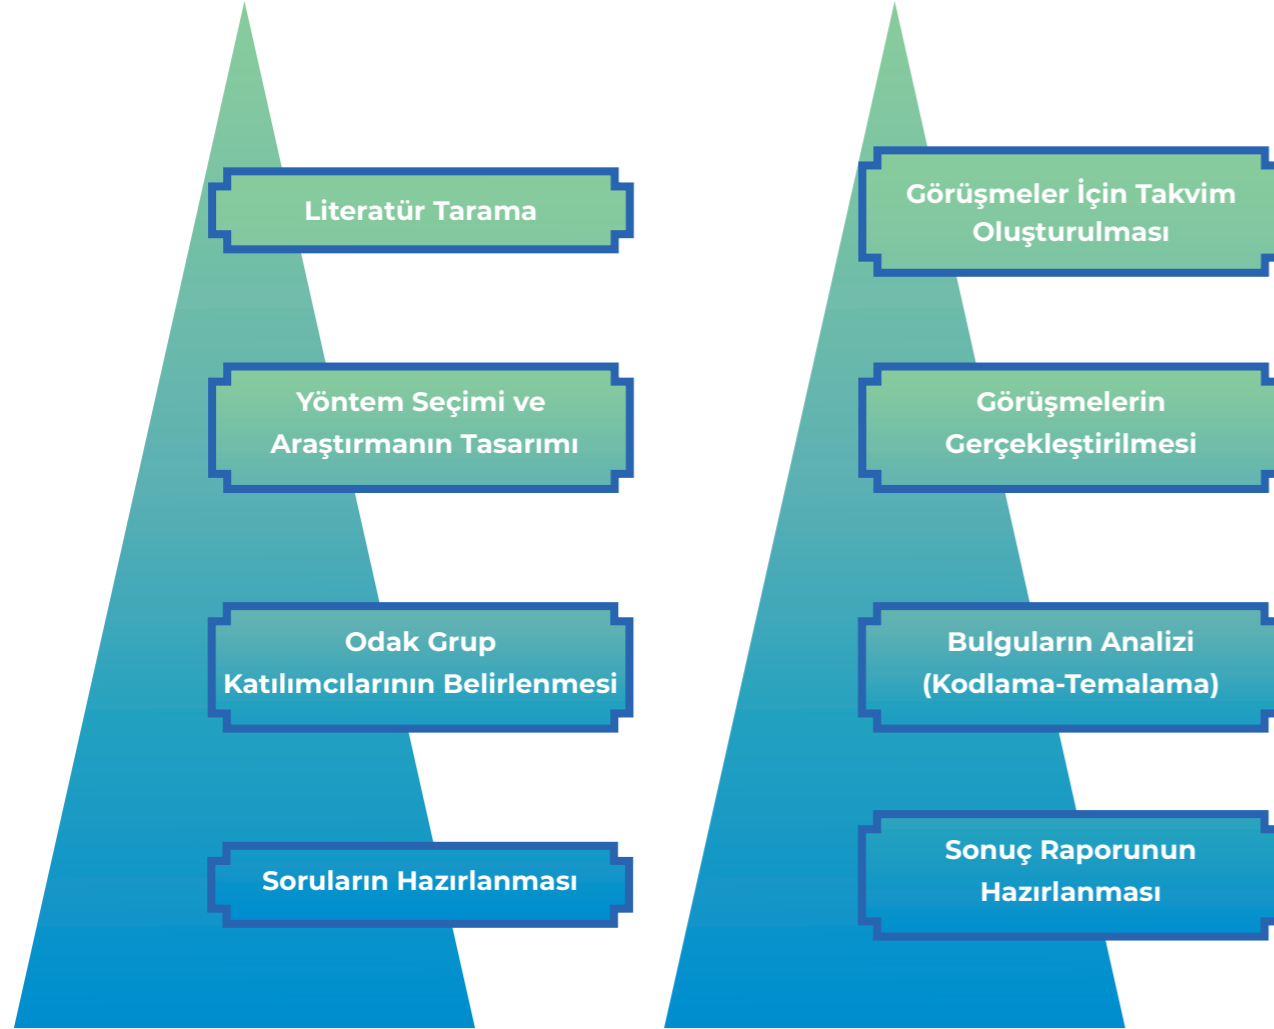 Literatür Tarama
Yöntem Seçimi ve
Araştırmanın Tasarımı
Odak Grup
Katılımcılarının Belirlenmesi
Soruların Hazırlanması
Görüşmeler İçin Takvim
Oluşturulması
Görüşmelerin
Gerçekleştirilmesi
Bulguların Analizi
(Kodlama-Temalama)
Sonuç Raporunun
Hazırlanması